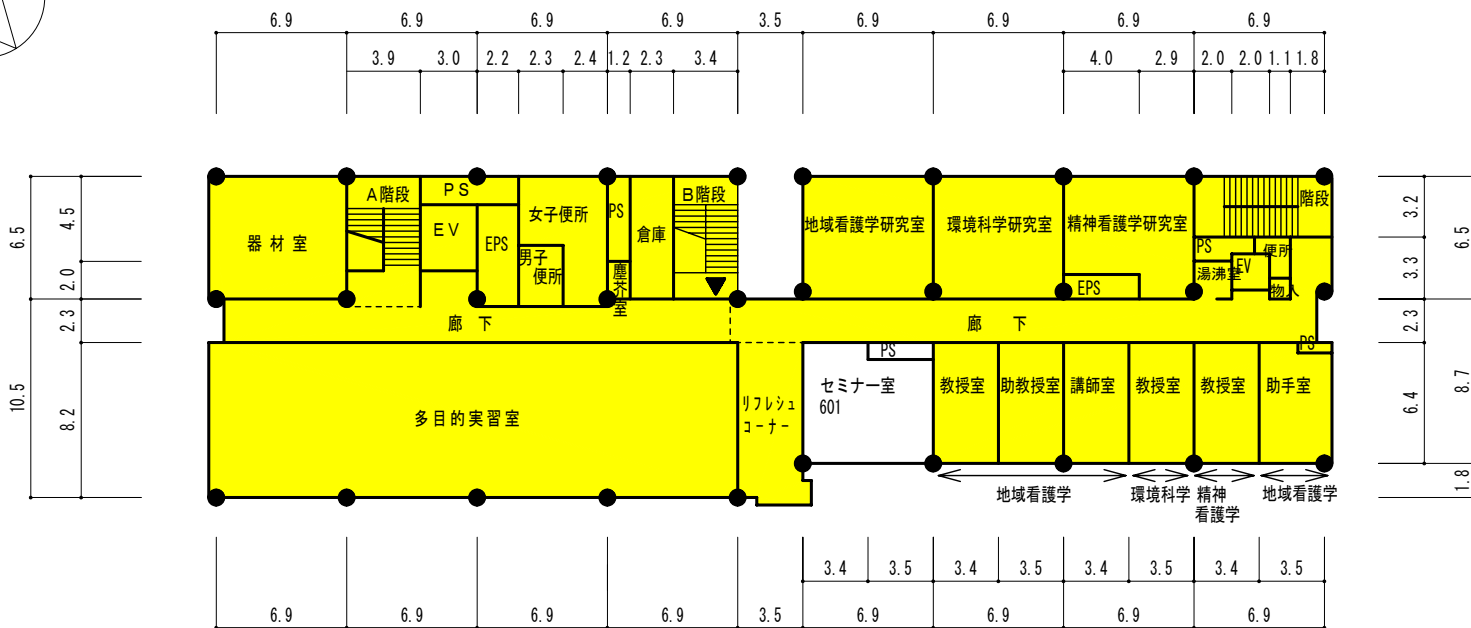 6.9 6.9 6.9 6.9 3.5 6.9 6.9 6.9 6.9
3.9 3.0 2.2 2.3 2.4 1.2 2.3 3.4 4.0 2.9 2.0 2.0 1.1 1.8
6.5
4.5
2.0
2.3
10.5
8.2
器材室
A階段
PS
EV
EPS
女子便所
男子
便所
PS
塵芥室
倉庫
B階段
地域看護学研究室
環境科学研究室
精神看護学研究室
EPS
階段
PS
便所
湯沸室
EV
物入
3.2
3.3
6.5
2.3
6.4
8.7
1.8
廊下
廊下
多目的実習室
リフレシュ
コーナー
PS
セミナー室
601
教授室
助教授室
講師室
教授室
教授室
助手室
PS
地域看護学
環境科学
精神
看護学
地域看護学
3.4 3.5 3.4 3.5 3.4 3.5 3.4 3.5
6.9 6.9 6.9 6.9 3.5 6.9 6.9 6.9 6.9